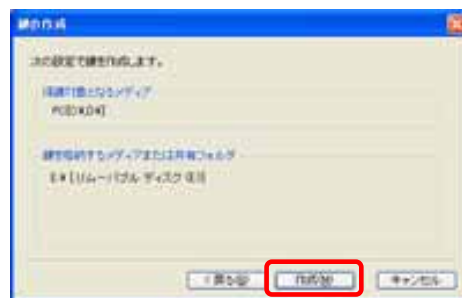 鍵の作成
次の設定で鍵を作成します。
保護対象となるメディア
鍵を格納するメディアまたは共有フォルダ
E:¥ [リムーバブル ディスク (E:)]
< 戻る(B)
作成(N)
キャンセル